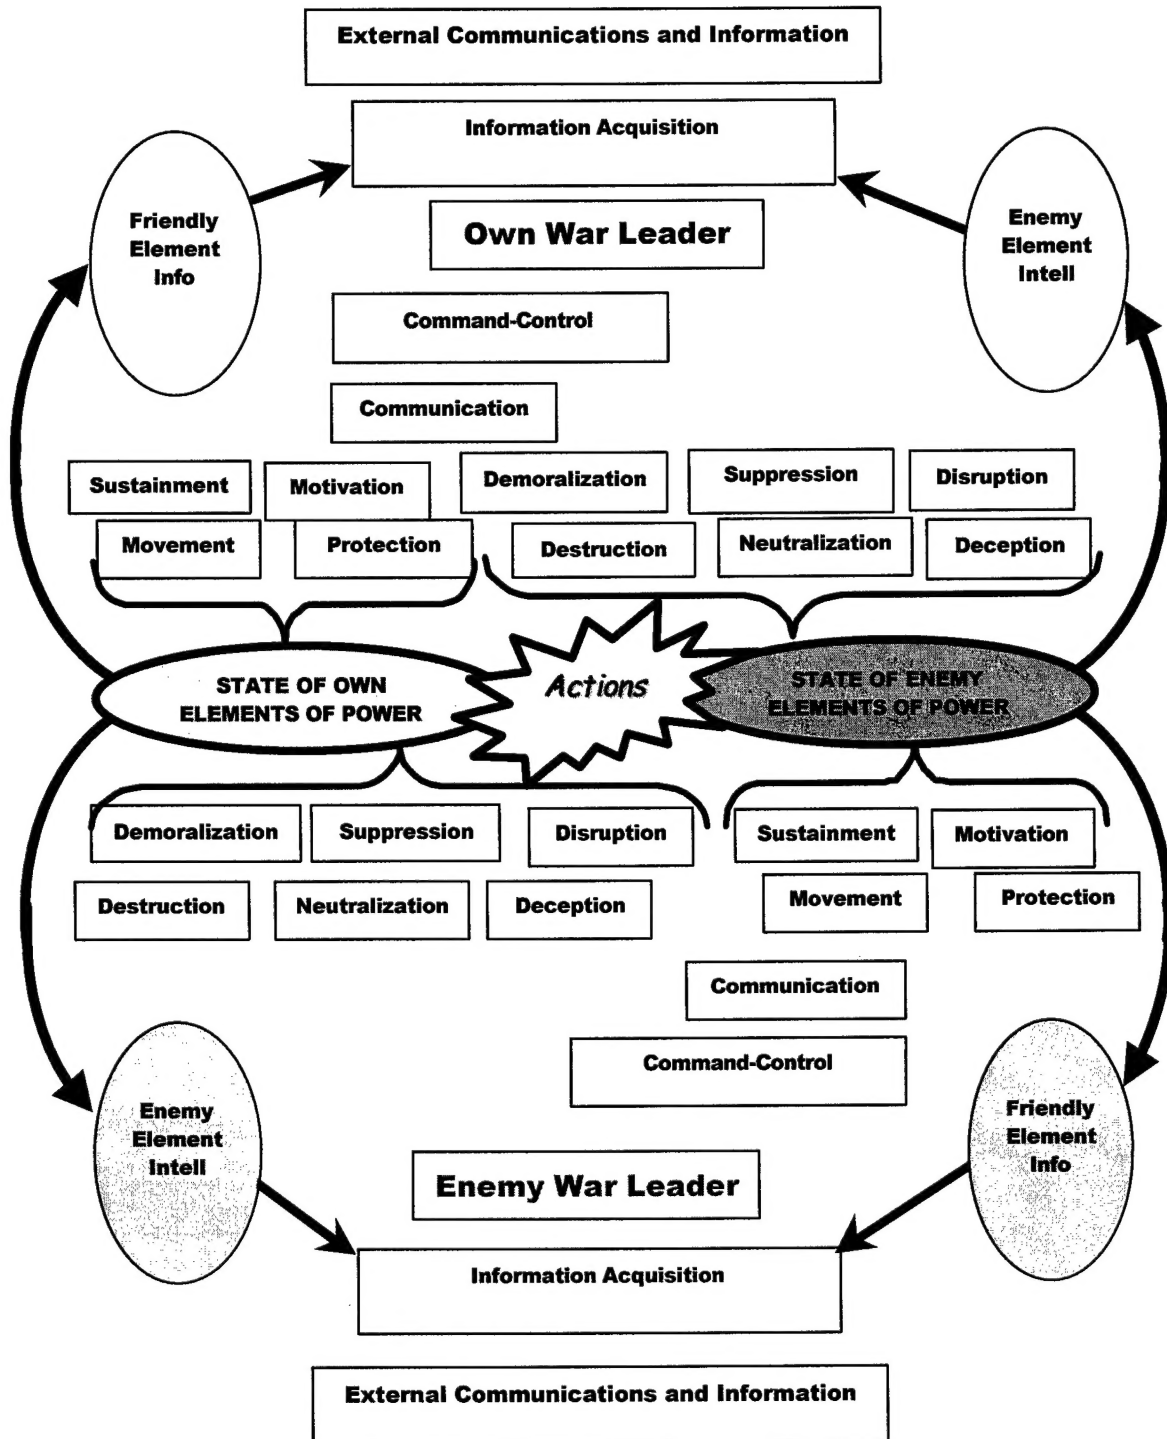 External Communications and Information
Information Acquisition
Friendly
Element
Info
Own War Leader
Enemy
Element
Intell
Command-Control
Communication
Sustainment
Motivation
Demoralization
Suppression
Disruption
Movement
Protection
Destruction
Neutralization
Deception
STATE OF OWN
ELEMENTS OF POWER
Actions
STATE OF ENEMY
ELEMENTS OF POWER
Demoralization
Suppression
Disruption
Sustainment
Motivation
Destruction
Neutralization
Deception
Movement
Protection
Communication
Command-Control
Enemy
Element
Intell
Friendly
Element
Info
Enemy War Leader
Information Acquisition
External Communications and Information